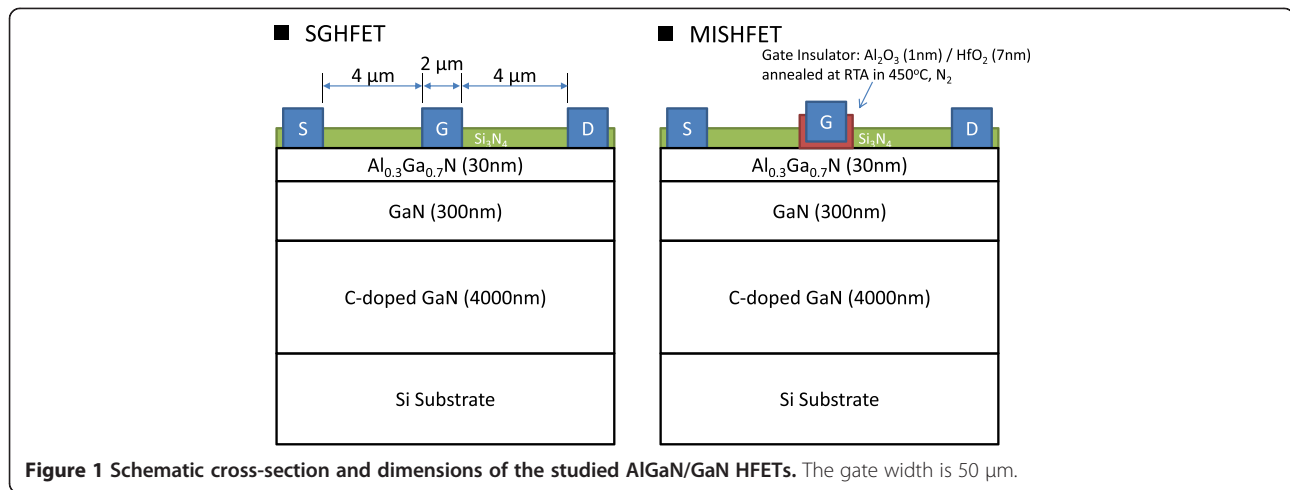 ■ SGHFET
2 μm
4 μm
4 μm
S
G
D
Si₃N₄
Al₀.₃Ga₀.₇N (30nm)
GaN (300nm)
C-doped GaN (4000nm)
Si Substrate
■ MISHFET
Gate Insulator: Al₂O₃ (1nm) / HfO₂ (7nm)
annealed at RTA in 450°C, N₂
S
G
D
Si₃N₄
Al₀.₃Ga₀.₇N (30nm)
GaN (300nm)
C-doped GaN (4000nm)
Si Substrate
Figure 1 Schematic cross-section and dimensions of the studied AlGaN/GaN HFETs. The gate width is 50 μm.